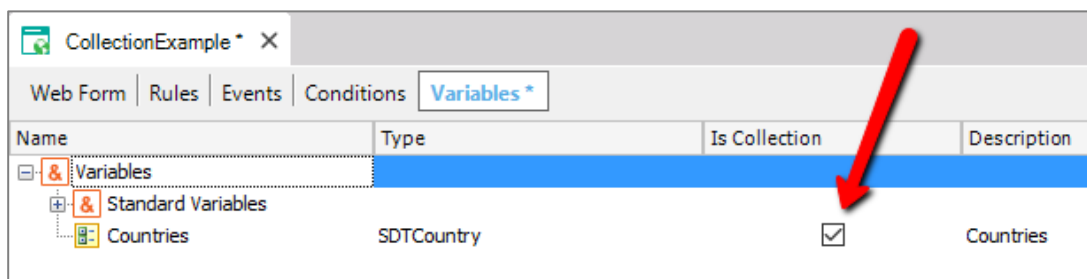 CollectionExample *
Web Form Rules Events Conditions Variables *
Name Type Is Collection Description
& Variables
& Standard Variables
Countries SDTCountry Countries